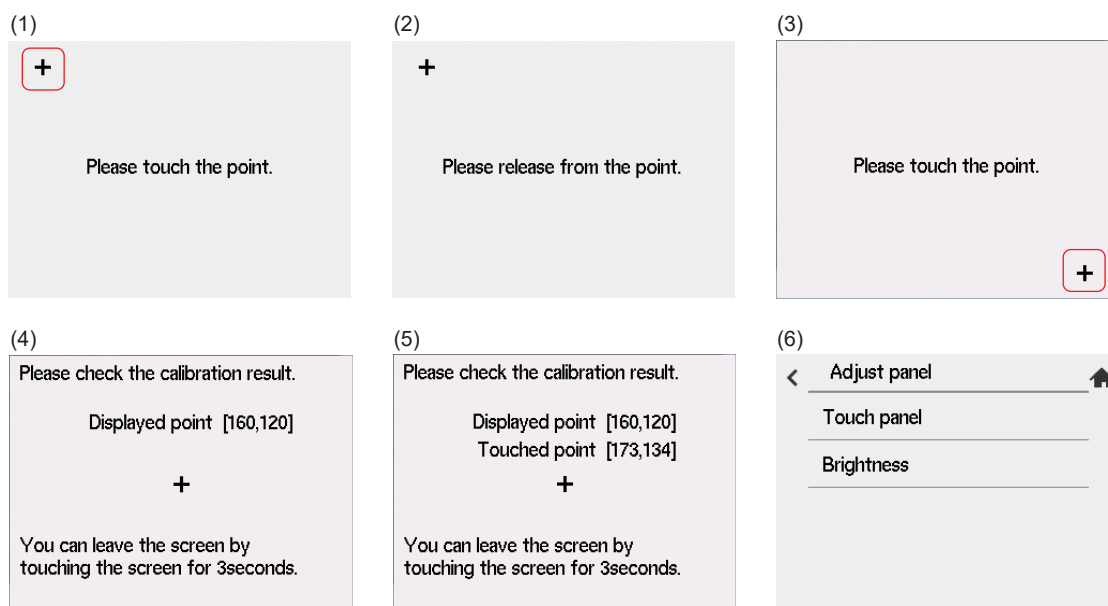 (1)
Please touch the point.
(2)
Please release from the point.
(3)
Please touch the point.
(4)
Please check the calibration result.
Displayed point [160,120]
You can leave the screen by
touching the screen for 3seconds.
(5)
Please check the calibration result.
Displayed point [160,120]
Touched point [173,134]
You can leave the screen by
touching the screen for 3seconds.
(6)
Adjust panel
Touch panel
Brightness